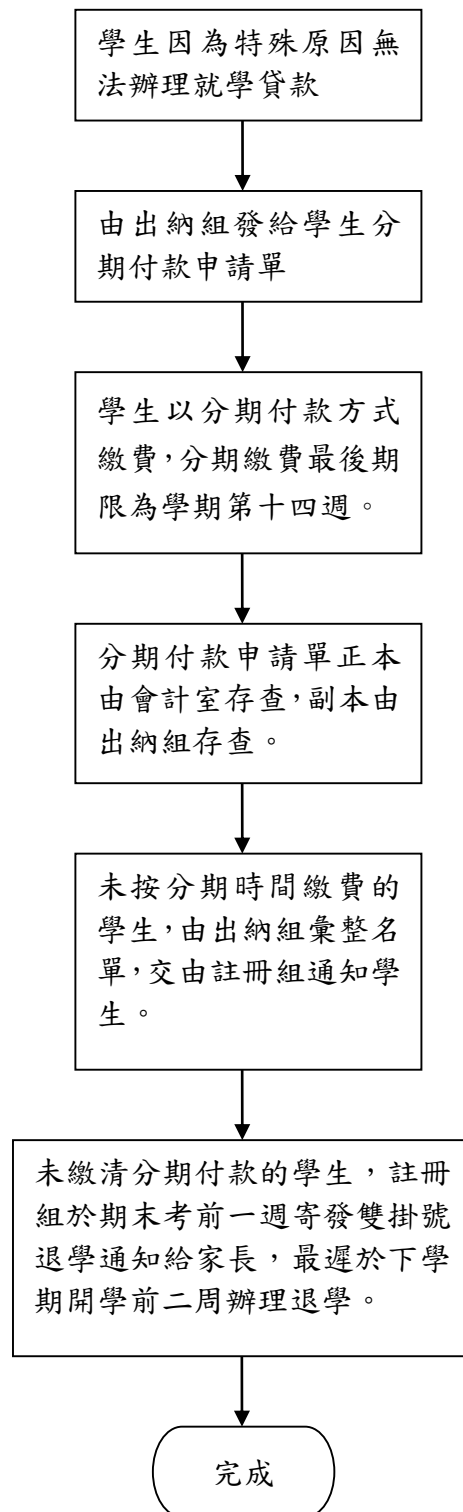 學生因為特殊原因無
法辦理就學貸款
由出納組發給學生分
期付款申請單
學生以分期付款方式
繳費，分期繳費最後期
限為學期第十四週。
分期付款申請單正本
由會計室存查，副本由
出納組存查。
未按分期時間繳費的
學生，由出納組彙整名
單，交由註冊組通知學
生。
未繳清分期付款的學生，註冊
組於期末考前一週寄發雙掛號
退學通知給家長，最遲於下學
期開學前二周辦理退學。
完成